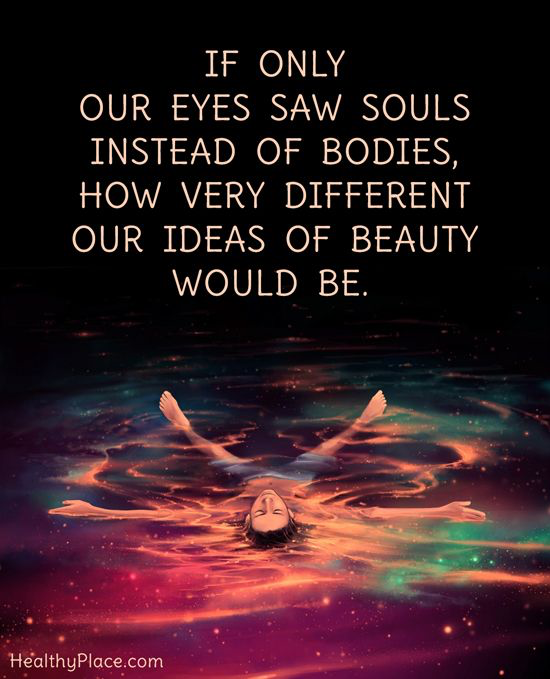 IF ONLY
OUR EYES SAW SOULS
INSTEAD OF BODIES,
HOW VERY DIFFERENT
OUR IDEAS OF BEAUTY
WOULD BE.
HealthyPlace.com